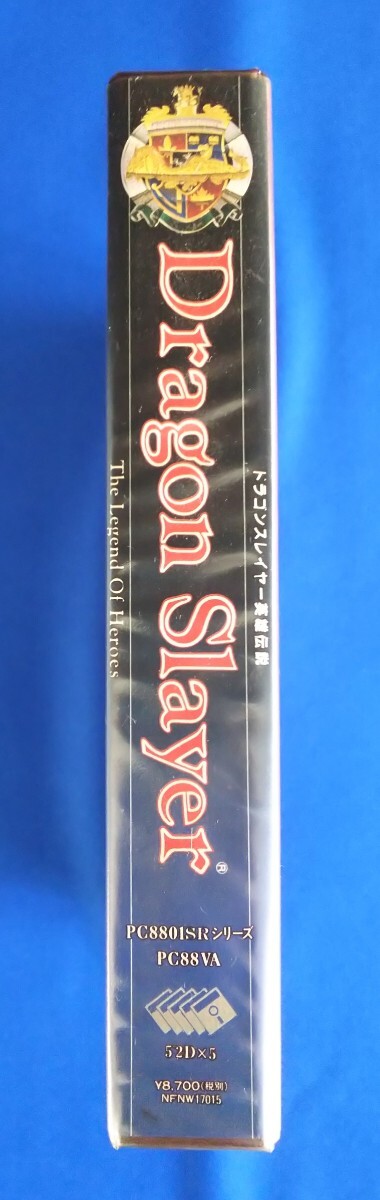 Dragon Slayer®
ドラゴンスレイヤー英雄伝説
The Legend Of Heroes
PC8801SRシリーズ
PC88VA
5̎2D×5
¥8,700(税別)
NFNW17015